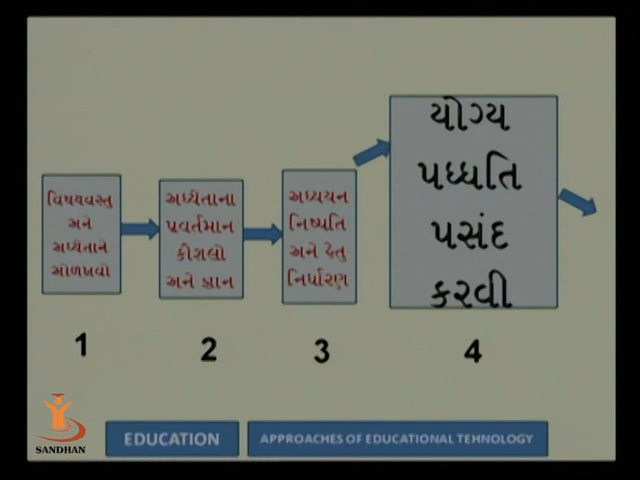 વિષયવસ્તુ
અને
અધ્યેતાને
ઓળખવો
અધ્યેતાના
પ્રવર્તમાન
કૌશલો
અને જ્ઞાન
અધ્યયન
નિષ્પતિ
અને હેતુ
નિર્ધારણ
યોગ્ય
પધ્ધતિ
પસંદ
કરવી
1
2
3
4
EDUCATION
APPROACHES OF EDUCATIONAL TEHNOLOGY
SANDHAN